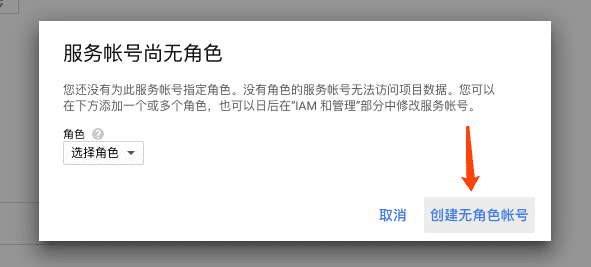 服务帐号尚无角色
您还没有为此服务帐号指定角色。没有角色的服务帐号无法访问项目数据。您可以
在下方添加一个或多个角色，也可以日后在“IAM 和管理”部分中修改服务帐号。
角色 ?
选择角色
取消 创建无角色帐号